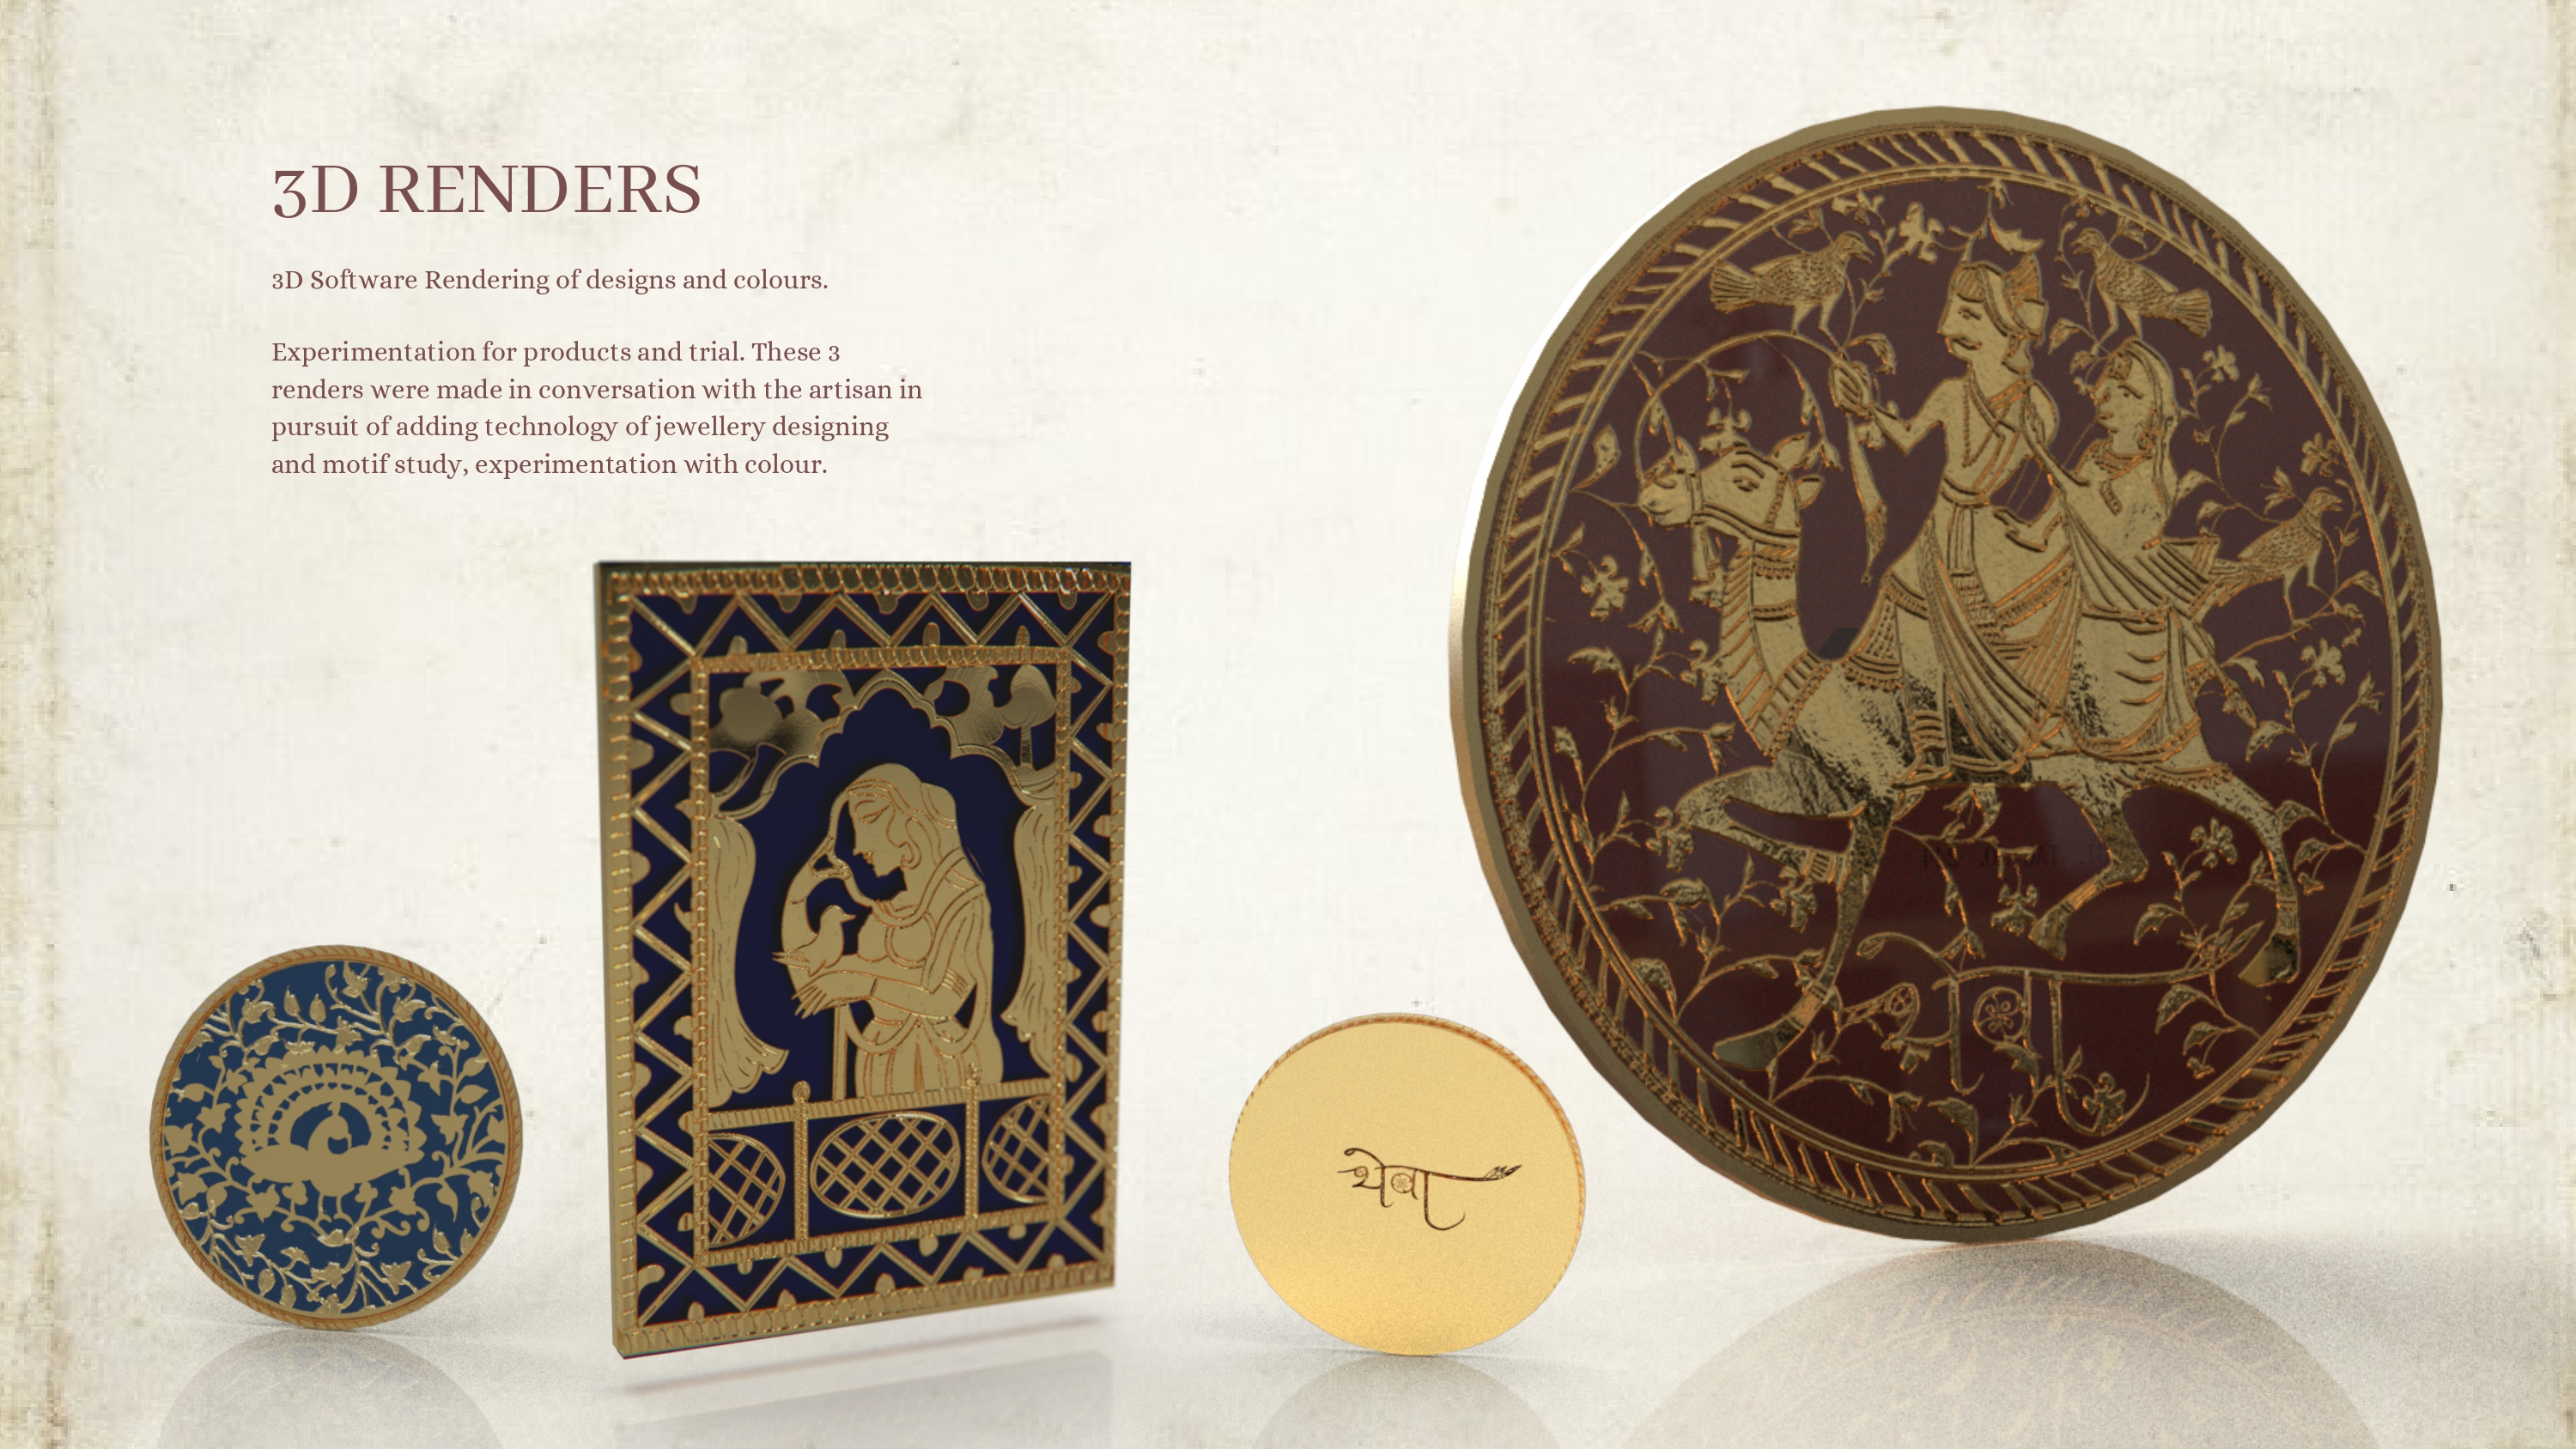 3D RENDERS
3D Software Rendering of designs and colours.
Experimentation for products and trial. These 3
renders were made in conversation with the artisan in
pursuit of adding technology of jewellery designing
and motif study, experimentation with colour.
थेवा
थेवा